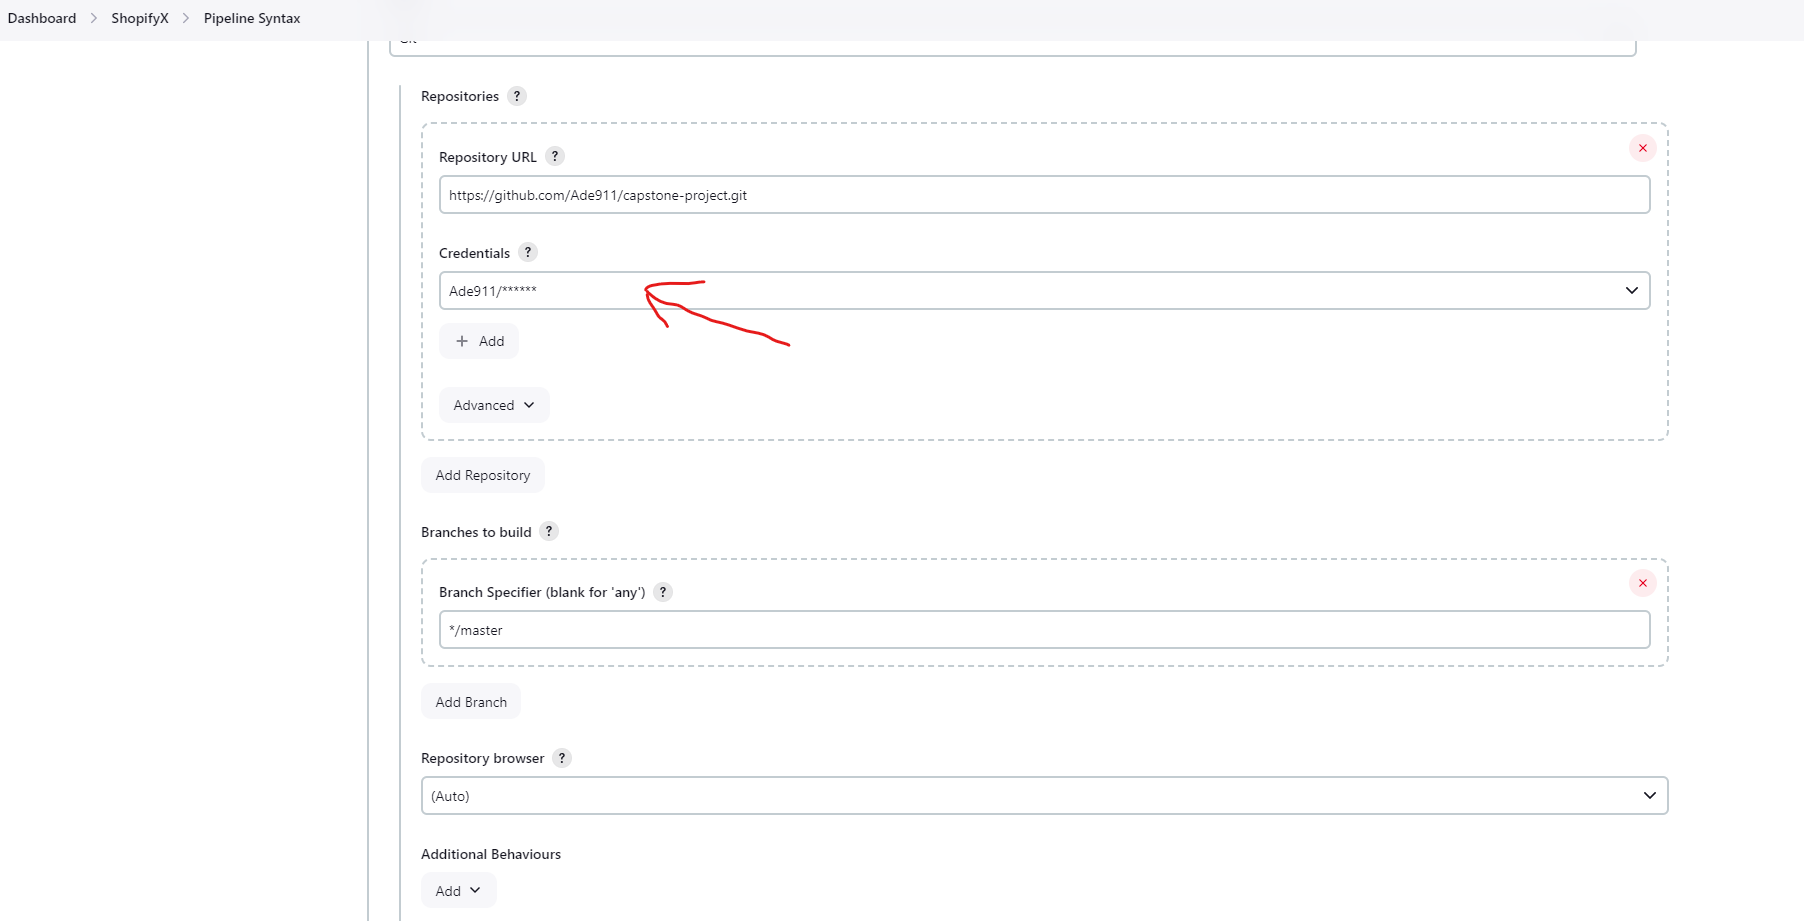 Dashboard > ShopifyX > Pipeline Syntax
Git
Repositories ?
Repository URL ?
https://github.com/Ade911/capstone-project.git
Credentials ?
Ade911/******
+ Add
Advanced
Add Repository
Branches to build ?
Branch Specifier (blank for 'any') ?
*/master
Add Branch
Repository browser ?
(Auto)
Additional Behaviours
Add